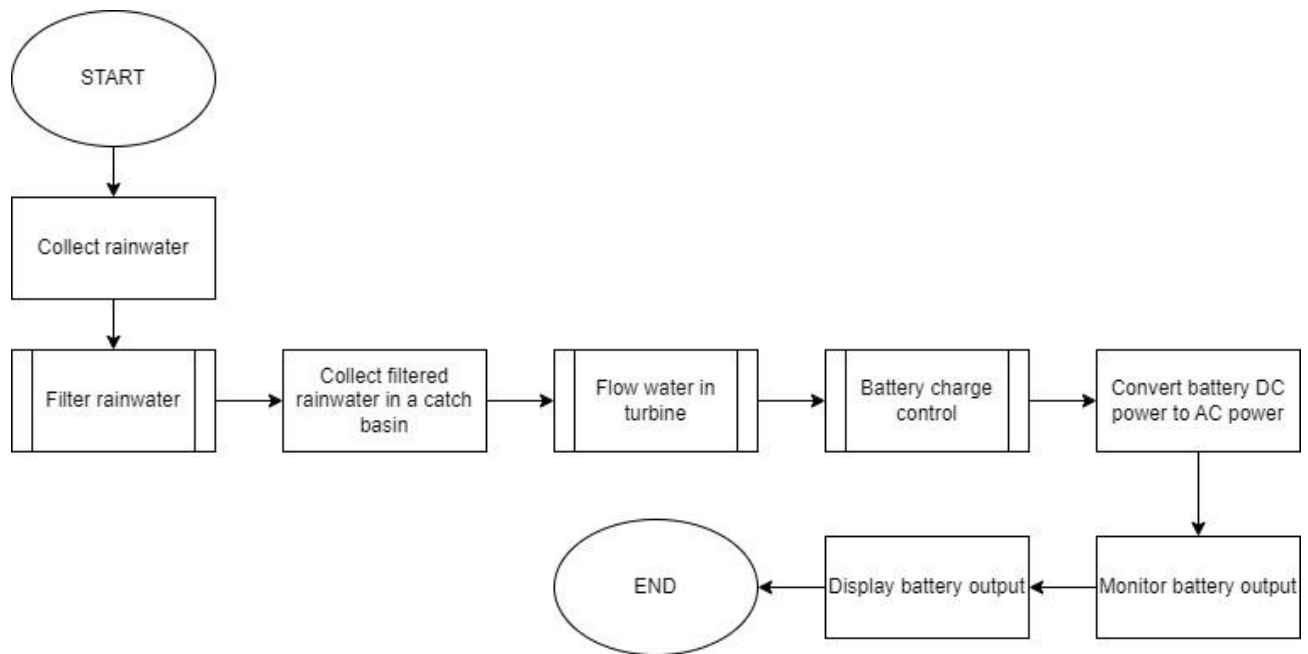 START
Collect rainwater
Filter rainwater
Collect filtered
rainwater in a catch
basin
Flow water in
turbine
Battery charge
control
Convert battery DC
power to AC power
Monitor battery output
Display battery output
END